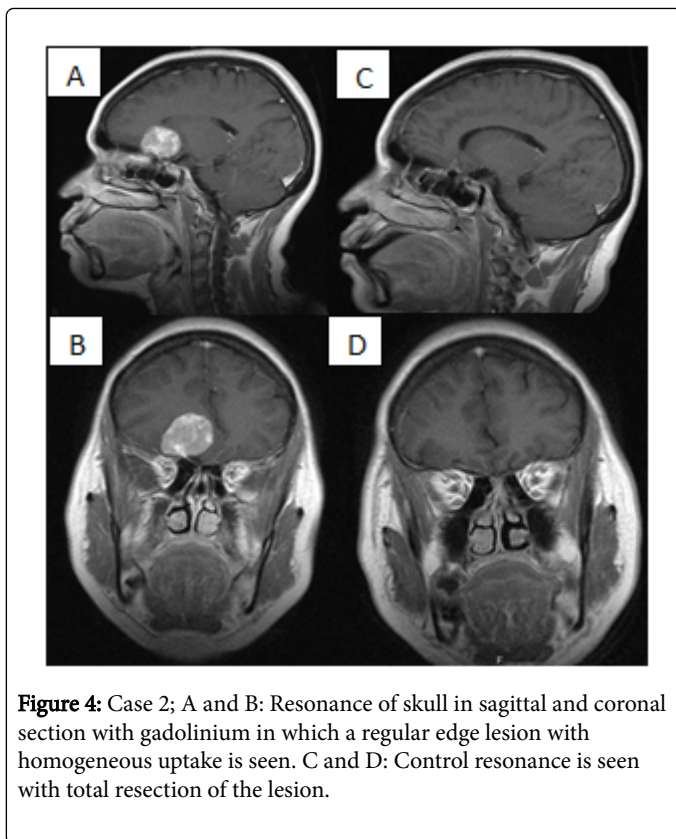 A
C
B
D
F
Figure 4: Case 2; A and B: Resonance of skull in sagittal and coronal
section with gadolinium in which a regular edge lesion with
homogeneous uptake is seen. C and D: Control resonance is seen
with total resection of the lesion.